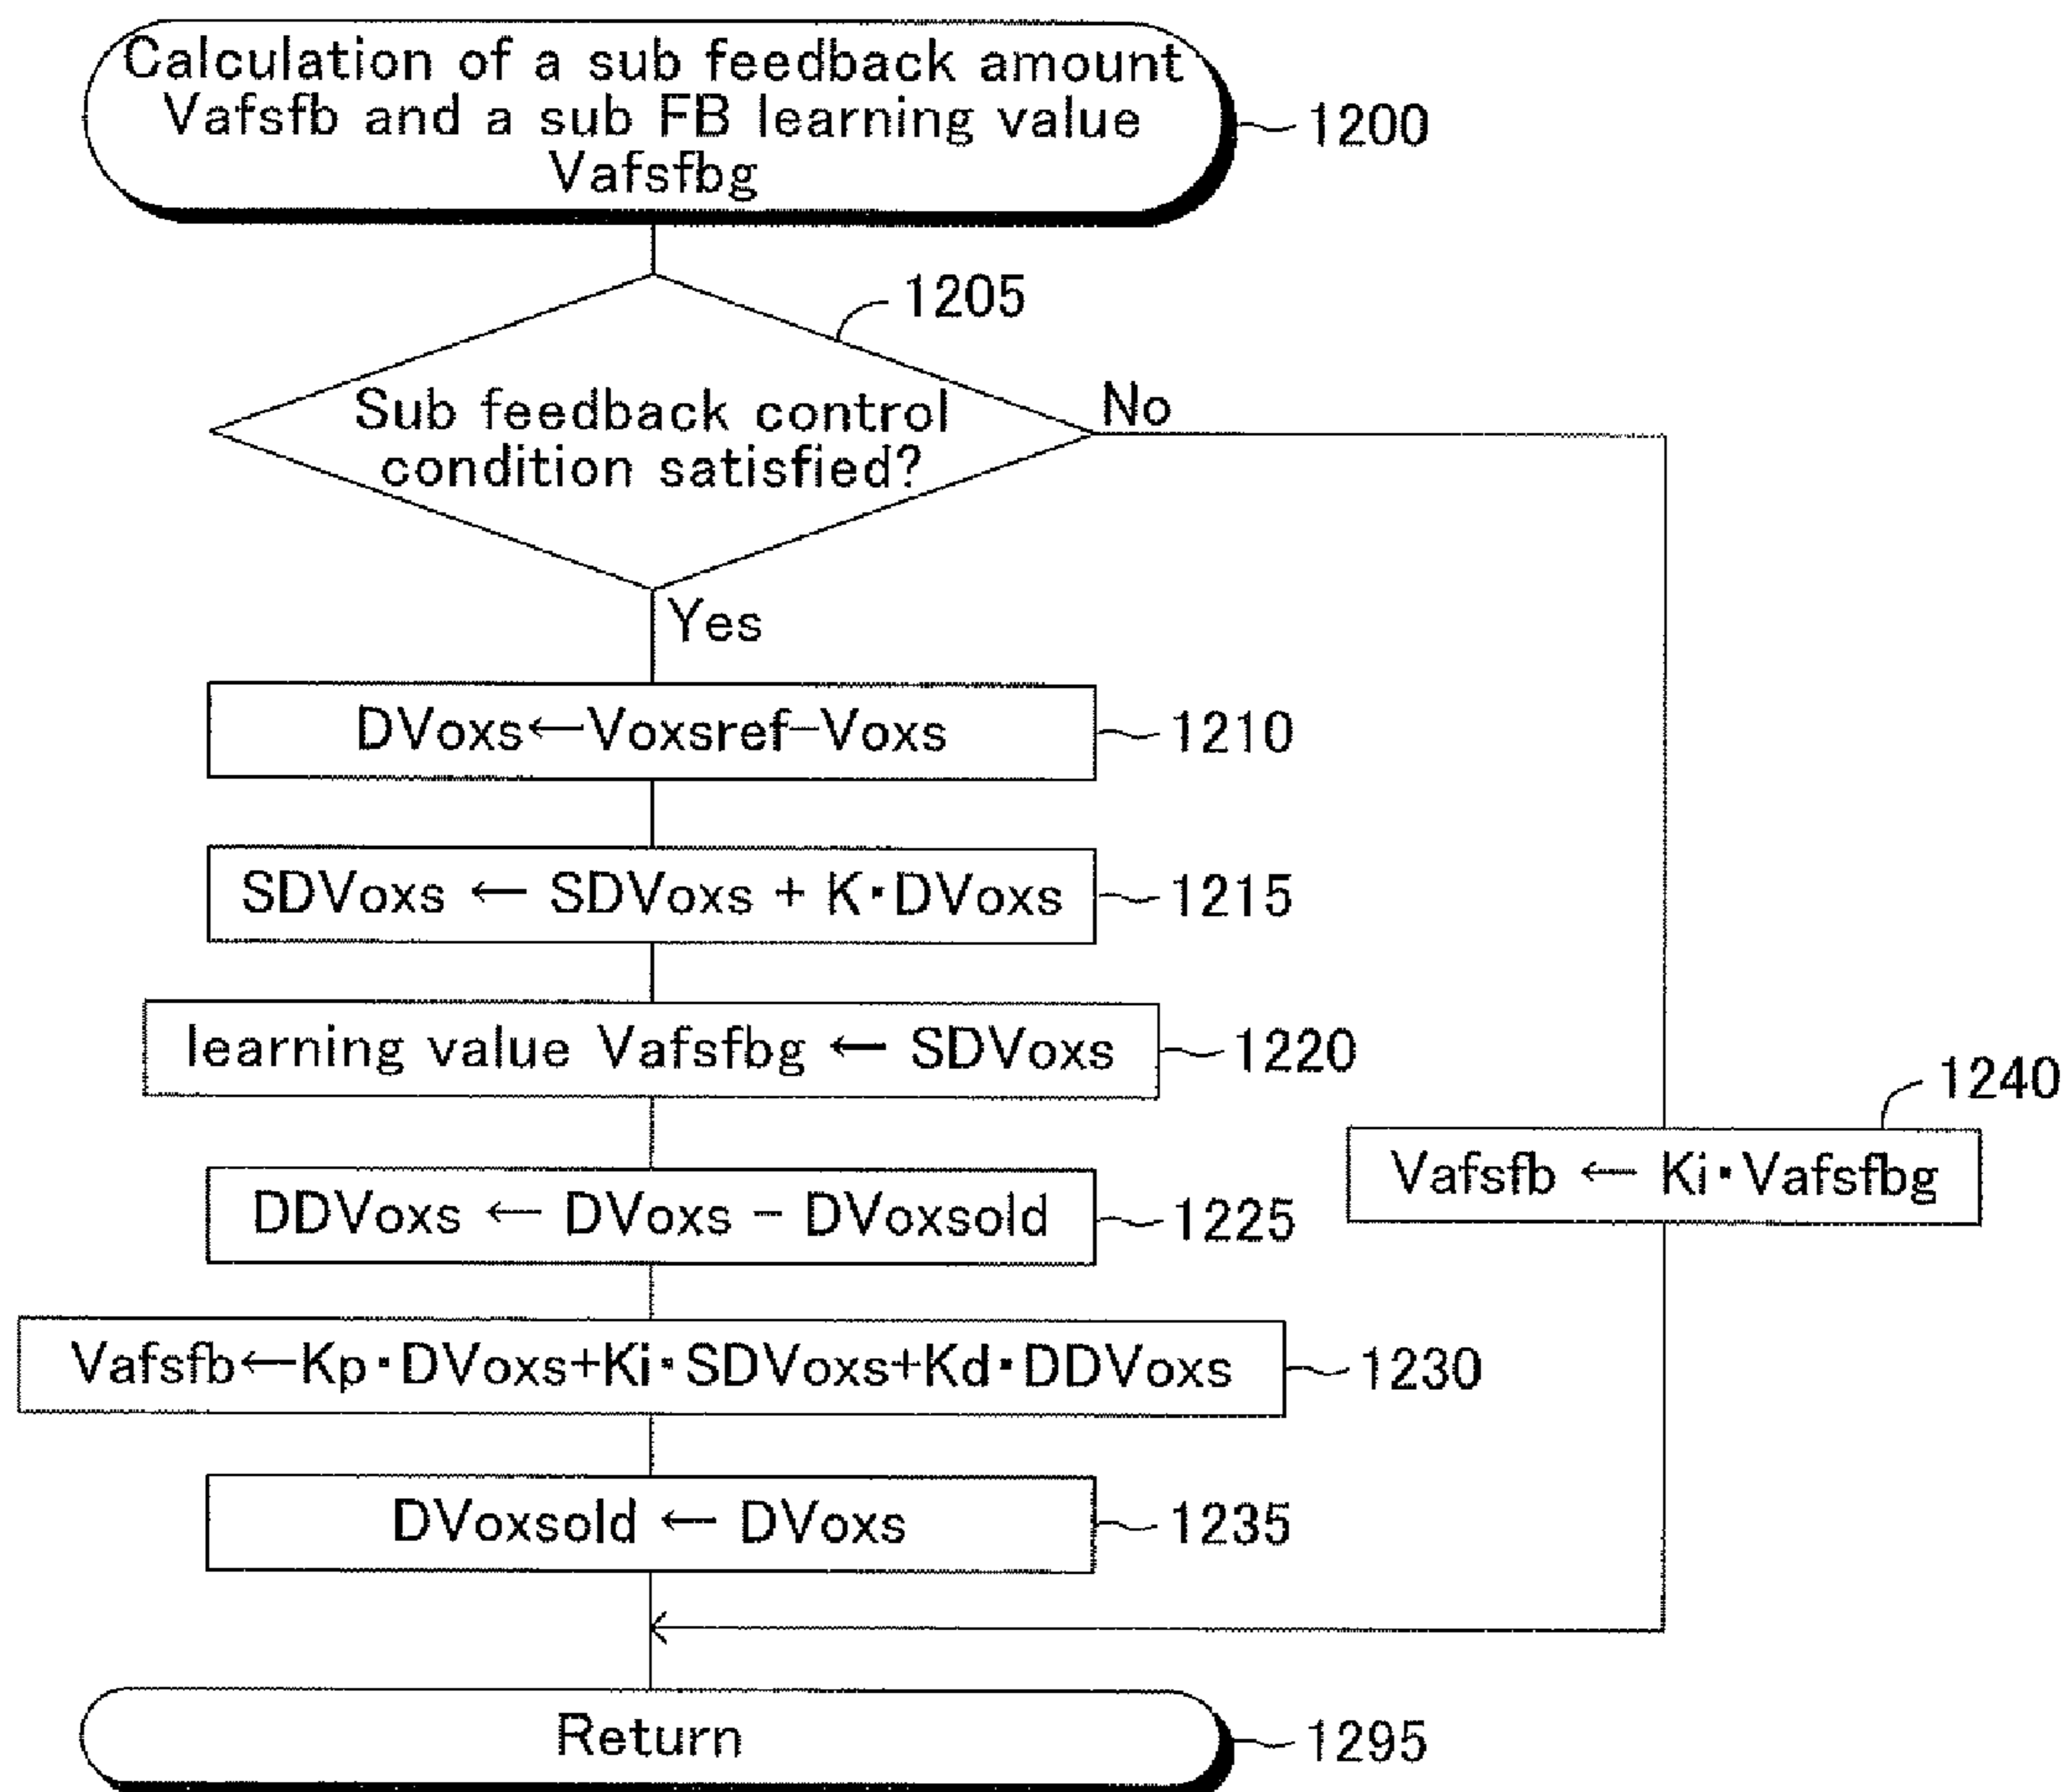 Calculation of a sub feedback amount
Vafsfb and a sub FB learning value
Vafsfbg
1200
1205
Sub feedback control
condition satisfied?
No
Yes
DVoxs←Voxsref−Voxs
1210
SDVoxs ← SDVoxs + K・DVoxs
1215
learning value Vafsfbg ← SDVoxs
1220
1240
Vafsfb ← Ki・Vafsfbg
DDVoxs ← DVoxs − DVoxsold
1225
Vafsfb←Kp・DVoxs+Ki・SDVoxs+Kd・DDVoxs
1230
DVoxsold ← DVoxs
1235
Return
1295